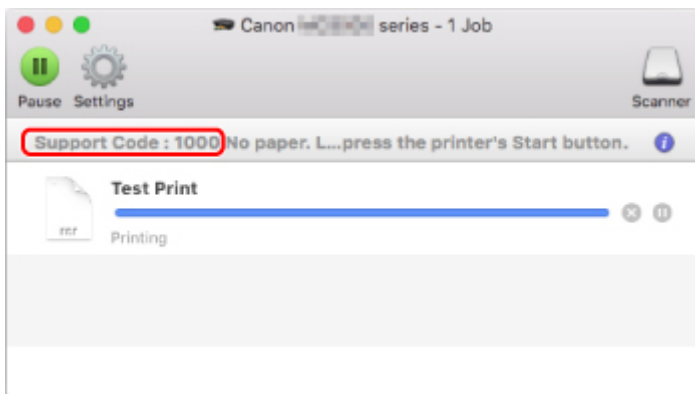 Canon series - 1 Job
Pause Settings Scanner
Support Code : 1000 No paper. L...press the printer's Start button.
Test Print
Printing